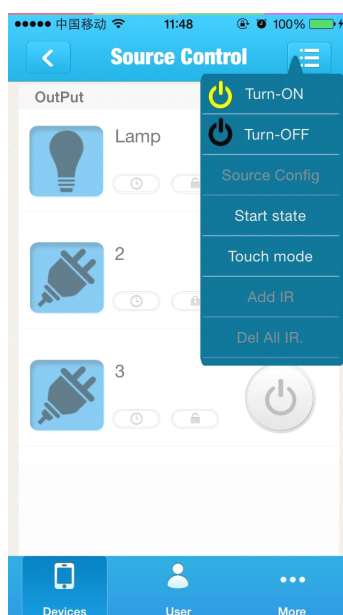 中国移动 11:48 100%
Source Control
OutPut
Turn-ON
Lamp
Turn-OFF
Source Config
Start state
2
Touch mode
Add IR
Del All IR.
3
Devices User More